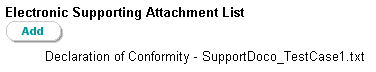 Electronic Supporting Attachment List
Add
Declaration of Conformity - SupportDoco_TestCase1.txt